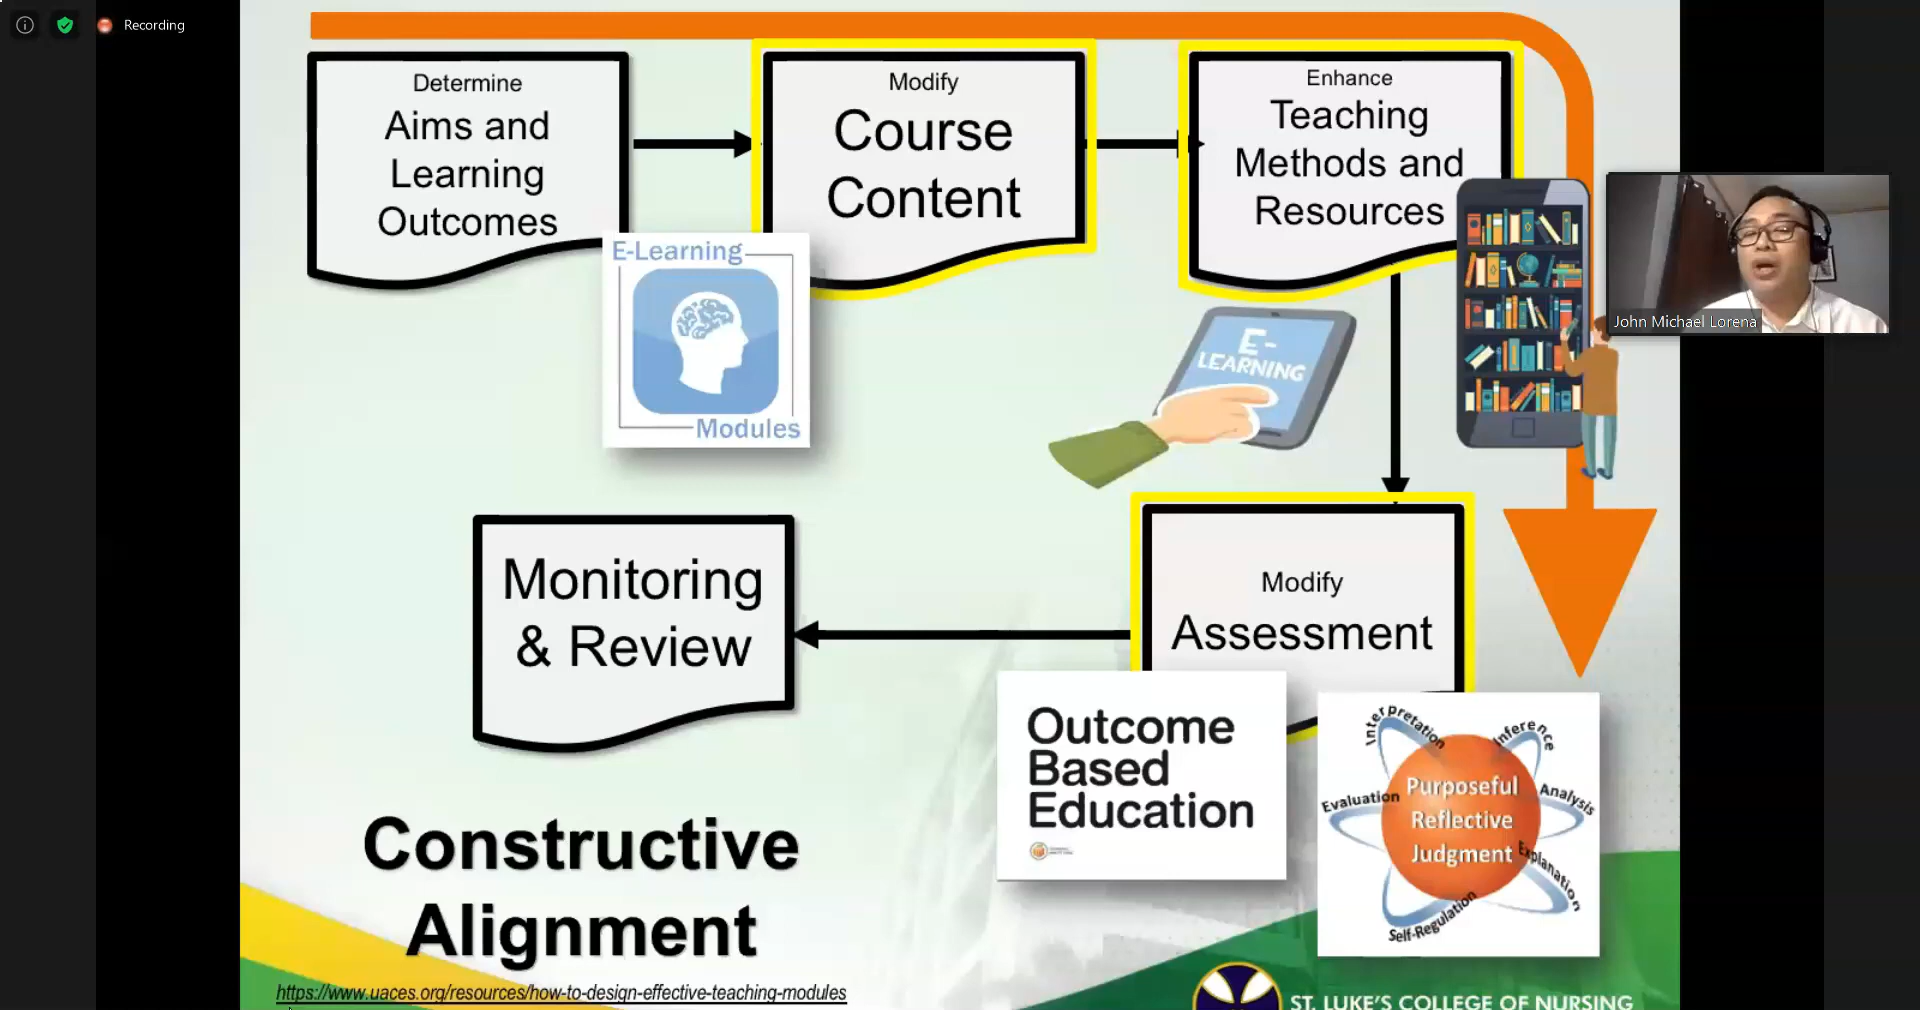 Recording
Determine
Aims and
Learning
Outcomes
Modify
Course
Content
Enhance
Teaching
Methods and
Resources
E-Learning
Modules
E-
LEARNING
John Michael Lorena
Monitoring
& Review
Modify
Assessment
Outcome
Based
Education
Interpretation
Inference
Evaluation
Analysis
Purposeful
Reflective
Judgment
Explanation
Self-Regulation
Constructive
Alignment
https://www.uaces.org/resources/how-to-design-effective-teaching-modules
ST. LUKE'S COLLEGE OF NURSING